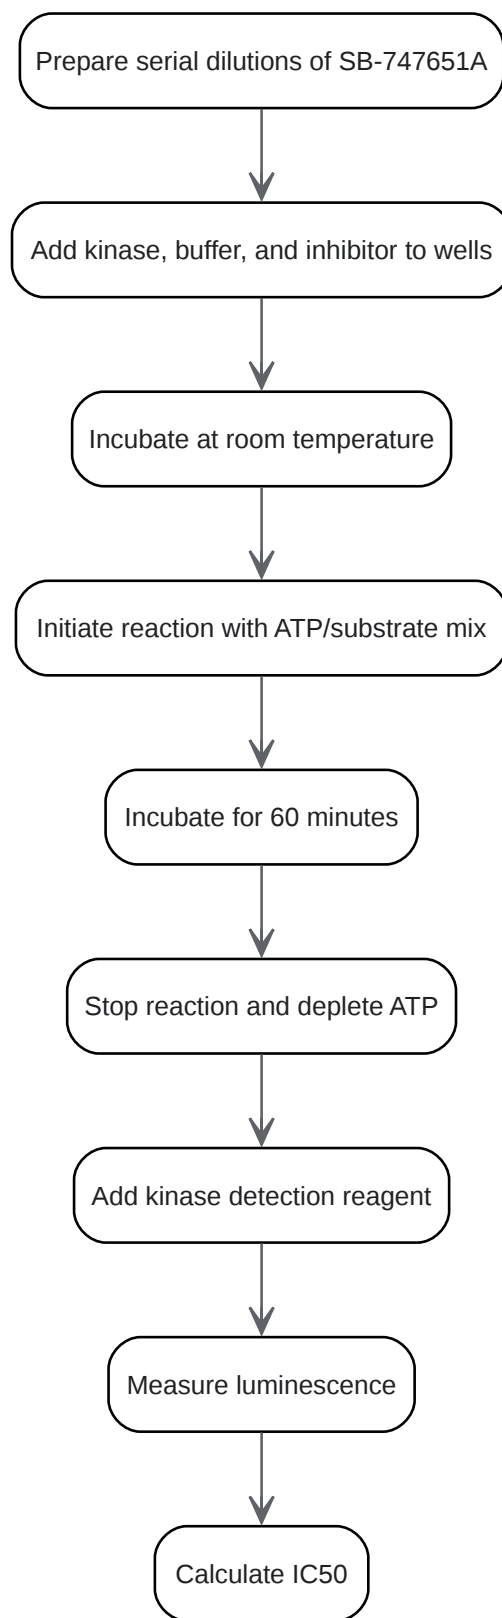 Prepare serial dilutions of SB-747651A
Add kinase, buffer, and inhibitor to wells
Incubate at room temperature
Initiate reaction with ATP/substrate mix
Incubate for 60 minutes
Stop reaction and deplete ATP
Add kinase detection reagent
Measure luminescence
Calculate IC50